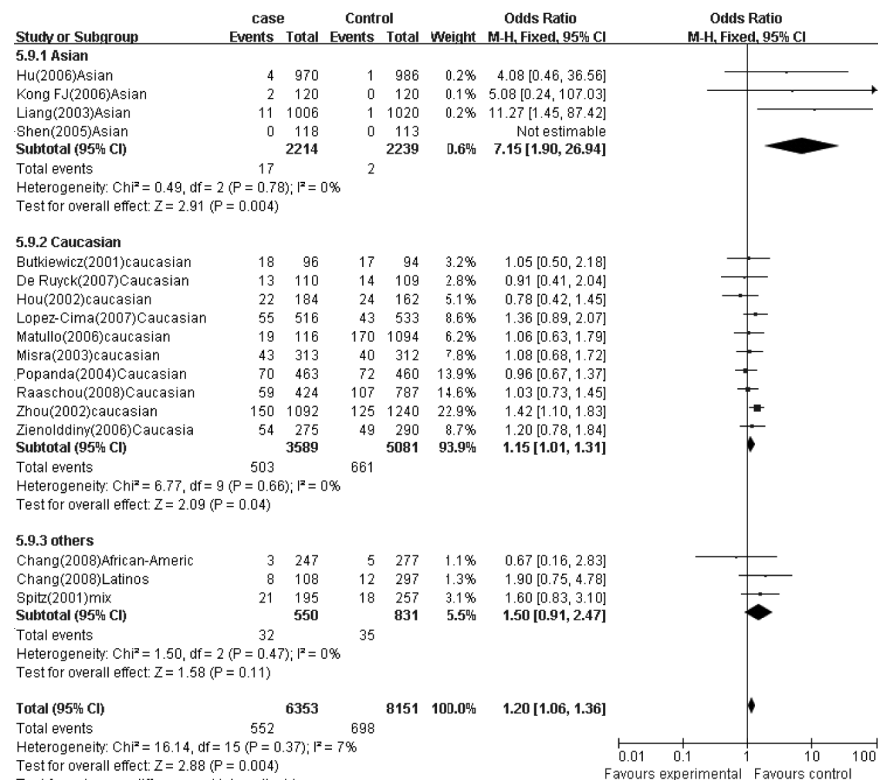 case Control Odds Ratio Odds Ratio
Study or Subgroup Events Total Events Total Weight M-H, Fixed, 95% CI M-H, Fixed, 95% CI
5.9.1 Asian
Hu(2006)Asian 4 970 1 986 0.2% 4.08 [0.46, 36.56]
Kong FJ(2006)Asian 2 120 0 120 0.2% 5.08 [0.24, 107.03]
Liang(2003)Asian 11 1006 1 1020 0.2% 11.27 [1.45, 87.42]
Shen(2005)Asian 0 118 0 113 Not estimable
Subtotal (95% CI) 2214 2239 0.6% 7.15 [1.90, 26.94]
Total events 17 2
Heterogeneity: Chi² = 0.49, df = 2 (P = 0.78); I² = 0%
Test for overall effect: Z = 2.91 (P = 0.004)
5.9.2 Caucasian
Butkiewicz(2001)caucasian 18 96 17 94 3.2% 1.05 [0.50, 2.18]
De Ruyck(2007)Caucasian 13 110 14 109 2.8% 0.91 [0.41, 2.04]
Hou(2002)caucasian 22 184 24 162 5.1% 0.78 [0.42, 1.45]
Lopez-Cima(2007)Caucasian 55 516 43 533 8.6% 1.36 [0.89, 2.07]
Matullo(2006)caucasian 19 116 170 1094 6.2% 1.06 [0.63, 1.79]
Misra(2003)caucasian 43 313 40 312 7.8% 1.08 [0.68, 1.72]
Popanda(2004)Caucasian 70 463 72 460 13.9% 0.96 [0.67, 1.37]
Raaschou(2008)Caucasian 59 424 107 787 14.6% 1.03 [0.73, 1.45]
Zhou(2002)caucasian 150 1092 125 1240 22.9% 1.42 [1.10, 1.83]
Zienolddiny(2006)Caucasia 54 275 49 290 8.7% 1.20 [0.78, 1.84]
Subtotal (95% CI) 3589 5081 93.9% 1.15 [1.01, 1.31]
Total events 503 661
Heterogeneity: Chi² = 6.77, df = 9 (P = 0.66); I² = 0%
Test for overall effect: Z = 2.09 (P = 0.04)
5.9.3 others
Chang(2008)African-Americ 3 247 5 277 1.1% 0.67 [0.16, 2.83]
Chang(2008)Latinos 8 108 12 297 1.3% 1.90 [0.75, 4.78]
Spitz(2001)mix 21 195 18 257 3.1% 1.60 [0.83, 3.10]
Subtotal (95% CI) 550 831 5.5% 1.50 [0.91, 2.47]
Total events 32 35
Heterogeneity: Chi² = 1.50, df = 2 (P = 0.47); I² = 0%
Test for overall effect: Z = 1.58 (P = 0.11)
Total (95% CI) 6353 8151 100.0% 1.20 [1.06, 1.36]
Total events 552 698
Heterogeneity: Chi² = 16.14, df = 15 (P = 0.37); I² = 7%
Test for overall effect: Z = 2.88 (P = 0.004)
0.01 0.1 1 10 100
Favours experimental Favours control